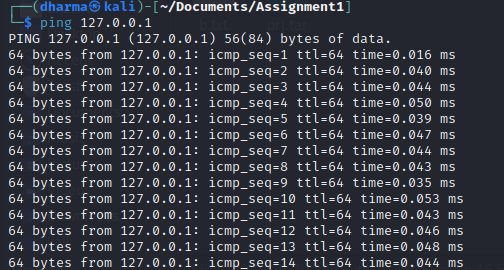 (dharma㉿kali)-[~/Documents/Assignment1]
$ ping 127.0.0.1
PING 127.0.0.1 (127.0.0.1) 56(84) bytes of data.
64 bytes from 127.0.0.1: icmp_seq=1 ttl=64 time=0.016 ms
64 bytes from 127.0.0.1: icmp_seq=2 ttl=64 time=0.040 ms
64 bytes from 127.0.0.1: icmp_seq=3 ttl=64 time=0.044 ms
64 bytes from 127.0.0.1: icmp_seq=4 ttl=64 time=0.050 ms
64 bytes from 127.0.0.1: icmp_seq=5 ttl=64 time=0.039 ms
64 bytes from 127.0.0.1: icmp_seq=6 ttl=64 time=0.047 ms
64 bytes from 127.0.0.1: icmp_seq=7 ttl=64 time=0.044 ms
64 bytes from 127.0.0.1: icmp_seq=8 ttl=64 time=0.043 ms
64 bytes from 127.0.0.1: icmp_seq=9 ttl=64 time=0.035 ms
64 bytes from 127.0.0.1: icmp_seq=10 ttl=64 time=0.053 ms
64 bytes from 127.0.0.1: icmp_seq=11 ttl=64 time=0.043 ms
64 bytes from 127.0.0.1: icmp_seq=12 ttl=64 time=0.046 ms
64 bytes from 127.0.0.1: icmp_seq=13 ttl=64 time=0.048 ms
64 bytes from 127.0.0.1: icmp_seq=14 ttl=64 time=0.044 ms